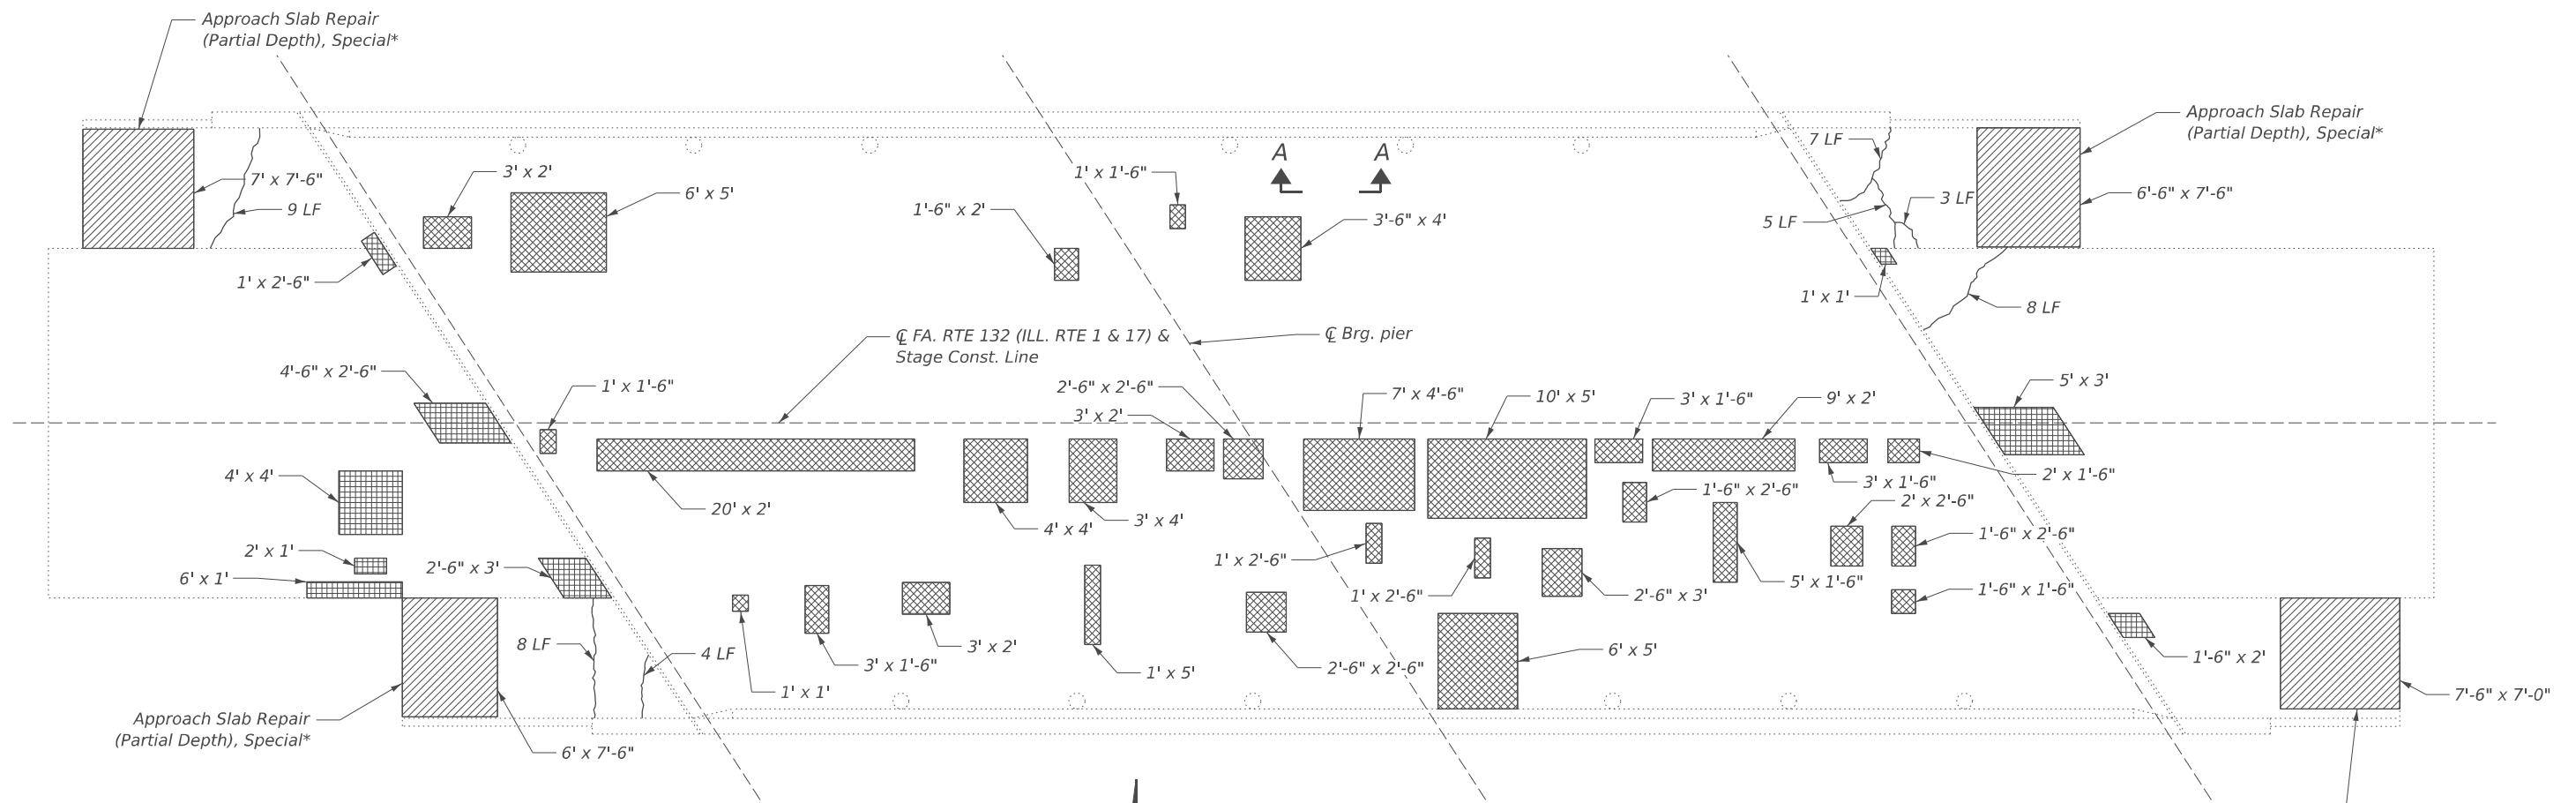 Approach Slab Repair
(Partial Depth), Special*
7' x 7'-6"
9 LF
1' x 2'-6"
3' x 2'
6' x 5'
1'-6" x 2'
1' x 1'-6"
A
A
3'-6" x 4'
7 LF
5 LF
3 LF
1' x 1'
8 LF
Approach Slab Repair
(Partial Depth), Special*
6'-6" x 7'-6"
℄ FA. RTE 132 (ILL. RTE 1 & 17) &
Stage Const. Line
℄ Brg. pier
4'-6" x 2'-6"
1' x 1'-6"
2'-6" x 2'-6"
3' x 2'
7' x 4'-6"
10' x 5'
3' x 1'-6"
9' x 2'
5' x 3'
4' x 4'
20' x 2'
4' x 4'
3' x 4'
1'-6" x 2'-6"
3' x 1'-6"
2' x 1'-6"
2' x 2'-6"
2' x 1'
6' x 1'
2'-6" x 3'
1' x 2'-6"
1' x 2'-6"
2'-6" x 3'
5' x 1'-6"
1'-6" x 2'-6"
1'-6" x 1'-6"
8 LF
4 LF
1' x 1'
3' x 1'-6"
3' x 2'
1' x 5'
2'-6" x 2'-6"
6' x 5'
1'-6" x 2'
7'-6" x 7'-0"
Approach Slab Repair
(Partial Depth), Special*
6' x 7'-6"